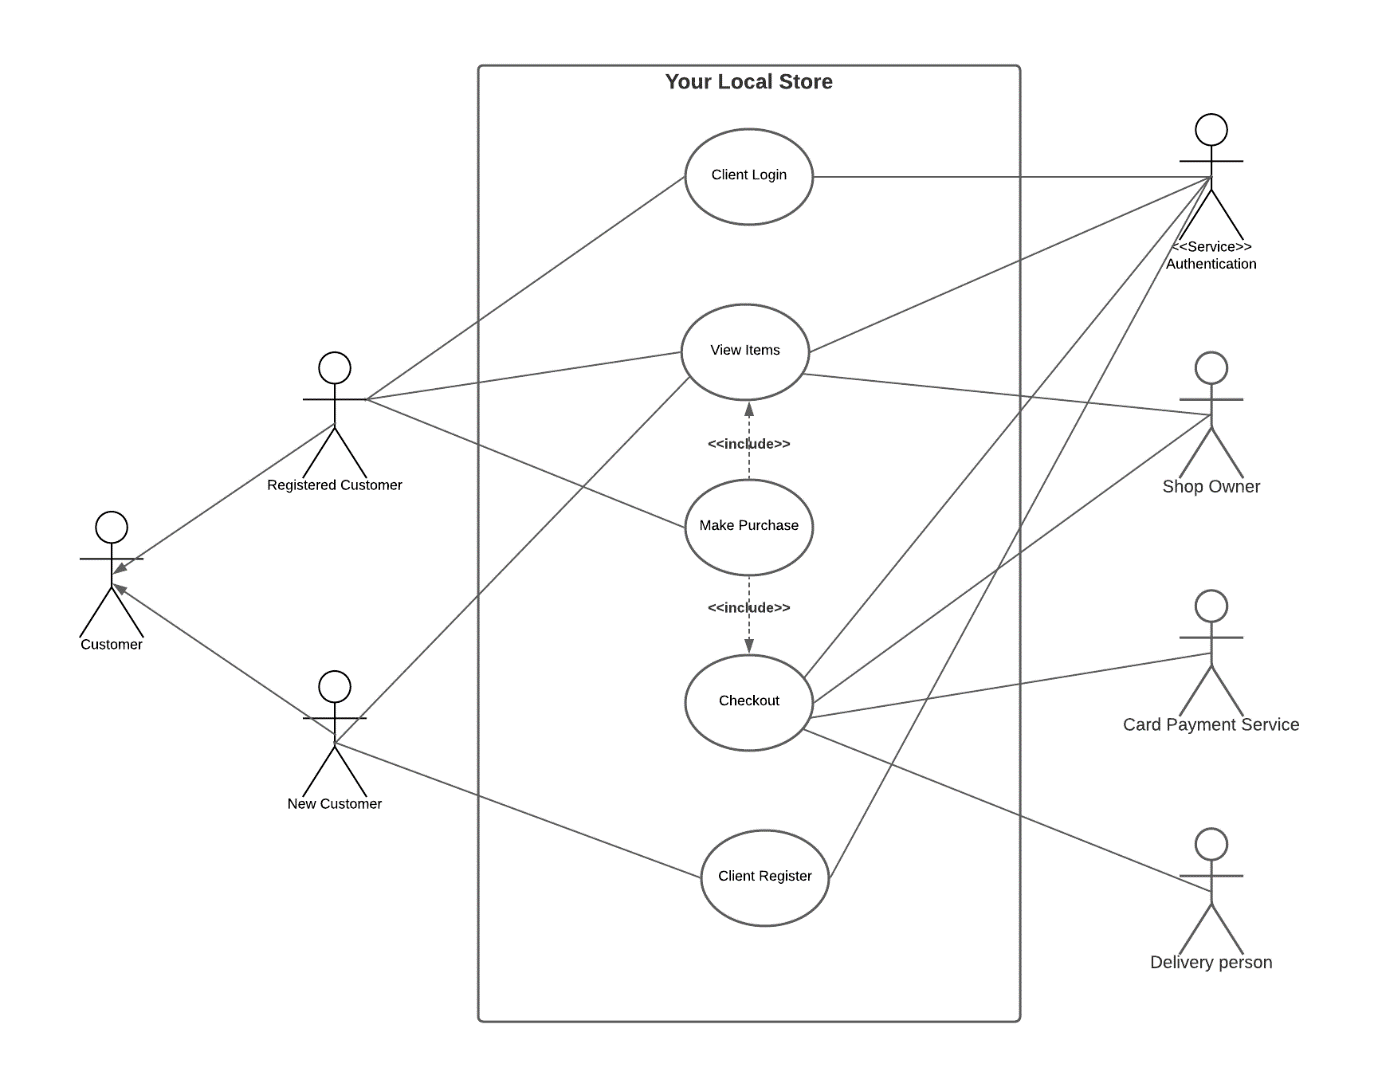 Your Local Store
Client Login
<<Service>>
Authentication
View Items
<<include>>
Registered Customer
Shop Owner
Make Purchase
<<include>>
Customer
Checkout
Card Payment Service
New Customer
Client Register
Delivery person